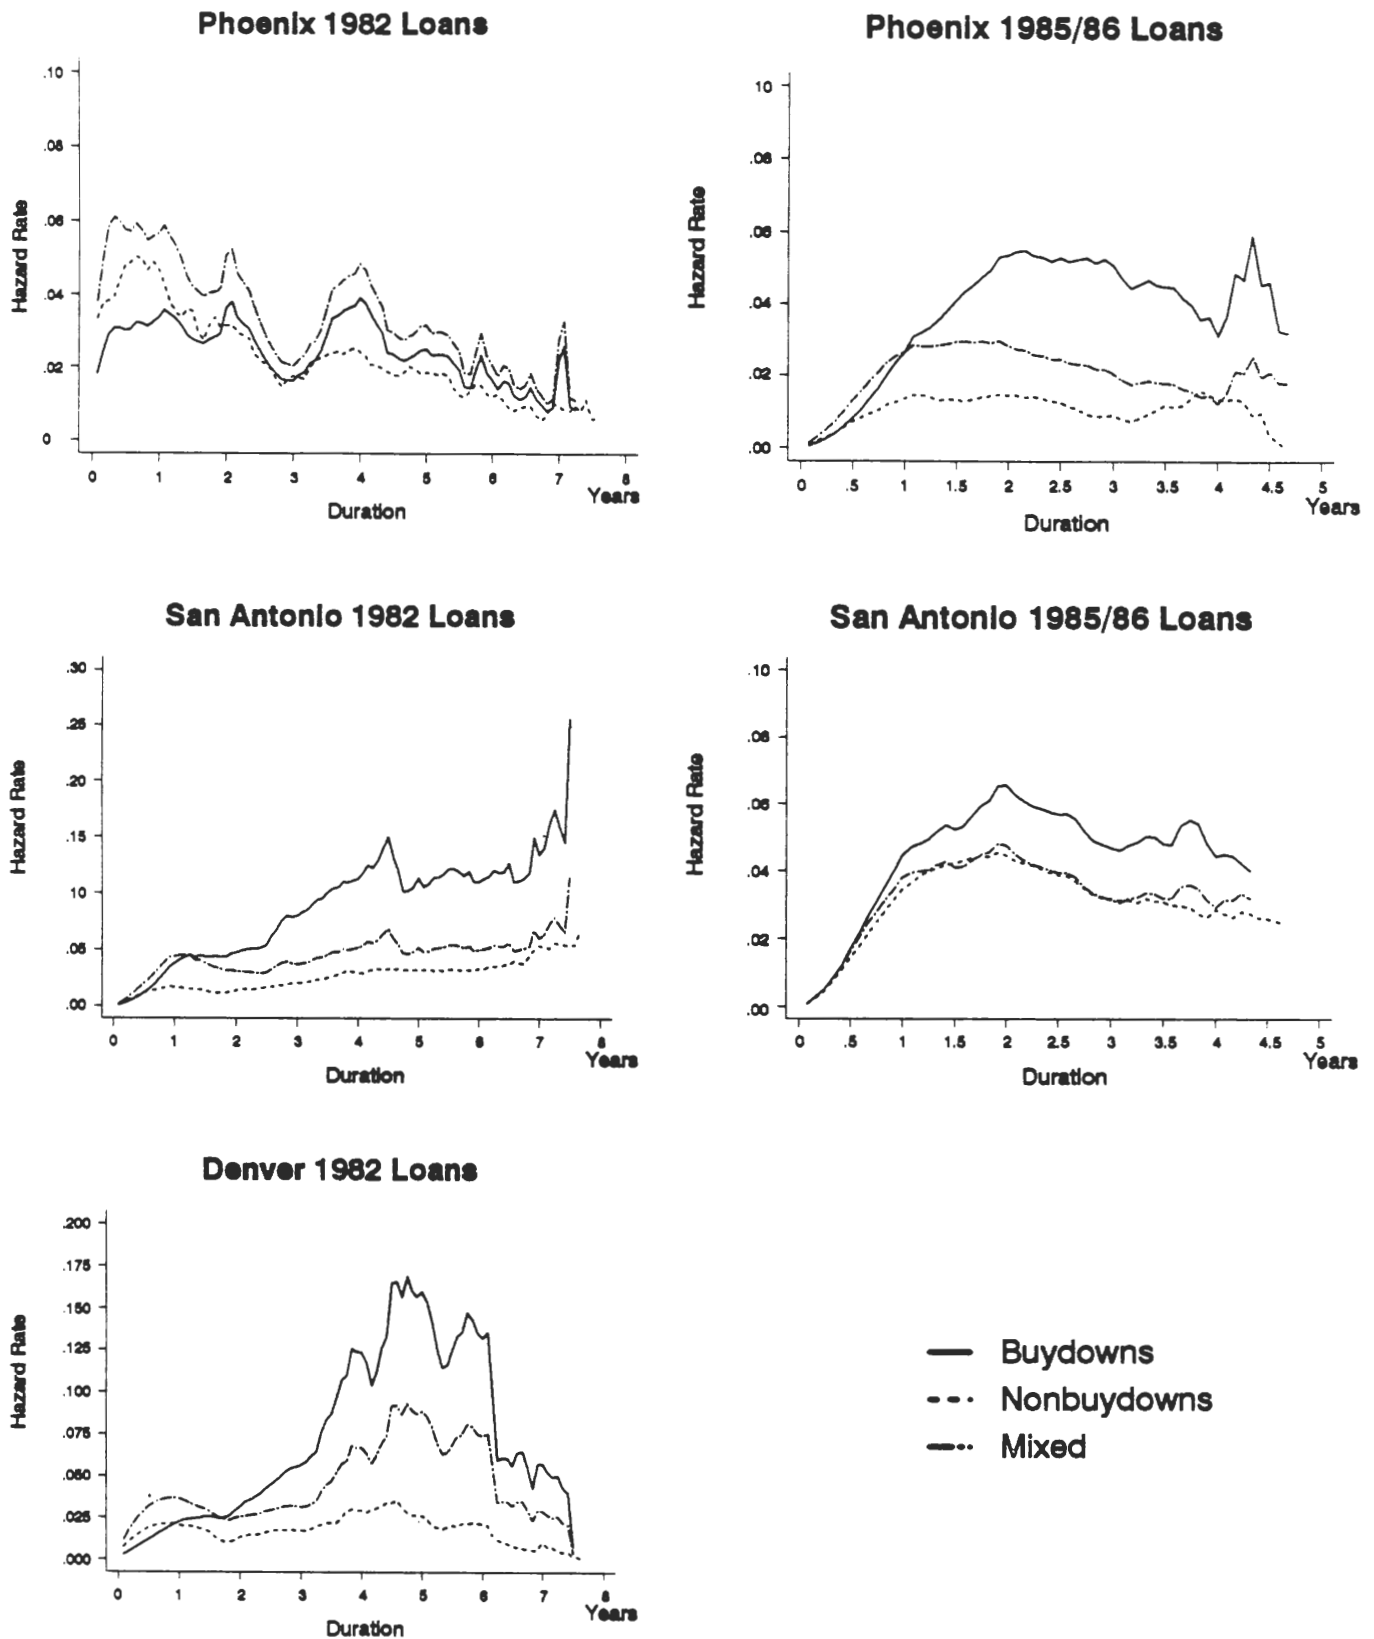 Phoenix 1982 Loans
.10
.08
.06
.04
.02
0
Hazard Rate
0 1 2 3 4 5 6 7 8
Years
Duration
Phoenix 1985/86 Loans
10
.08
.06
.04
.02
.00
Hazard Rate
0 .5 1 1.5 2 2.5 3 3.5 4 4.5 5
Years
Duration
San Antonio 1982 Loans
.30
.25
.20
.15
.10
.05
.00
Hazard Rate
0 1 2 3 4 5 6 7 8
Years
Duration
San Antonio 1985/86 Loans
.10
.08
.06
.04
.02
.00
Hazard Rate
0 .5 1 1.5 2 2.5 3 3.5 4 4.5 5
Years
Duration
Denver 1982 Loans
.200
.175
.150
.125
.100
.075
.050
.025
.000
Hazard Rate
0 1 2 3 4 5 6 7 8
Years
Duration
Buydowns
Nonbuydowns
Mixed